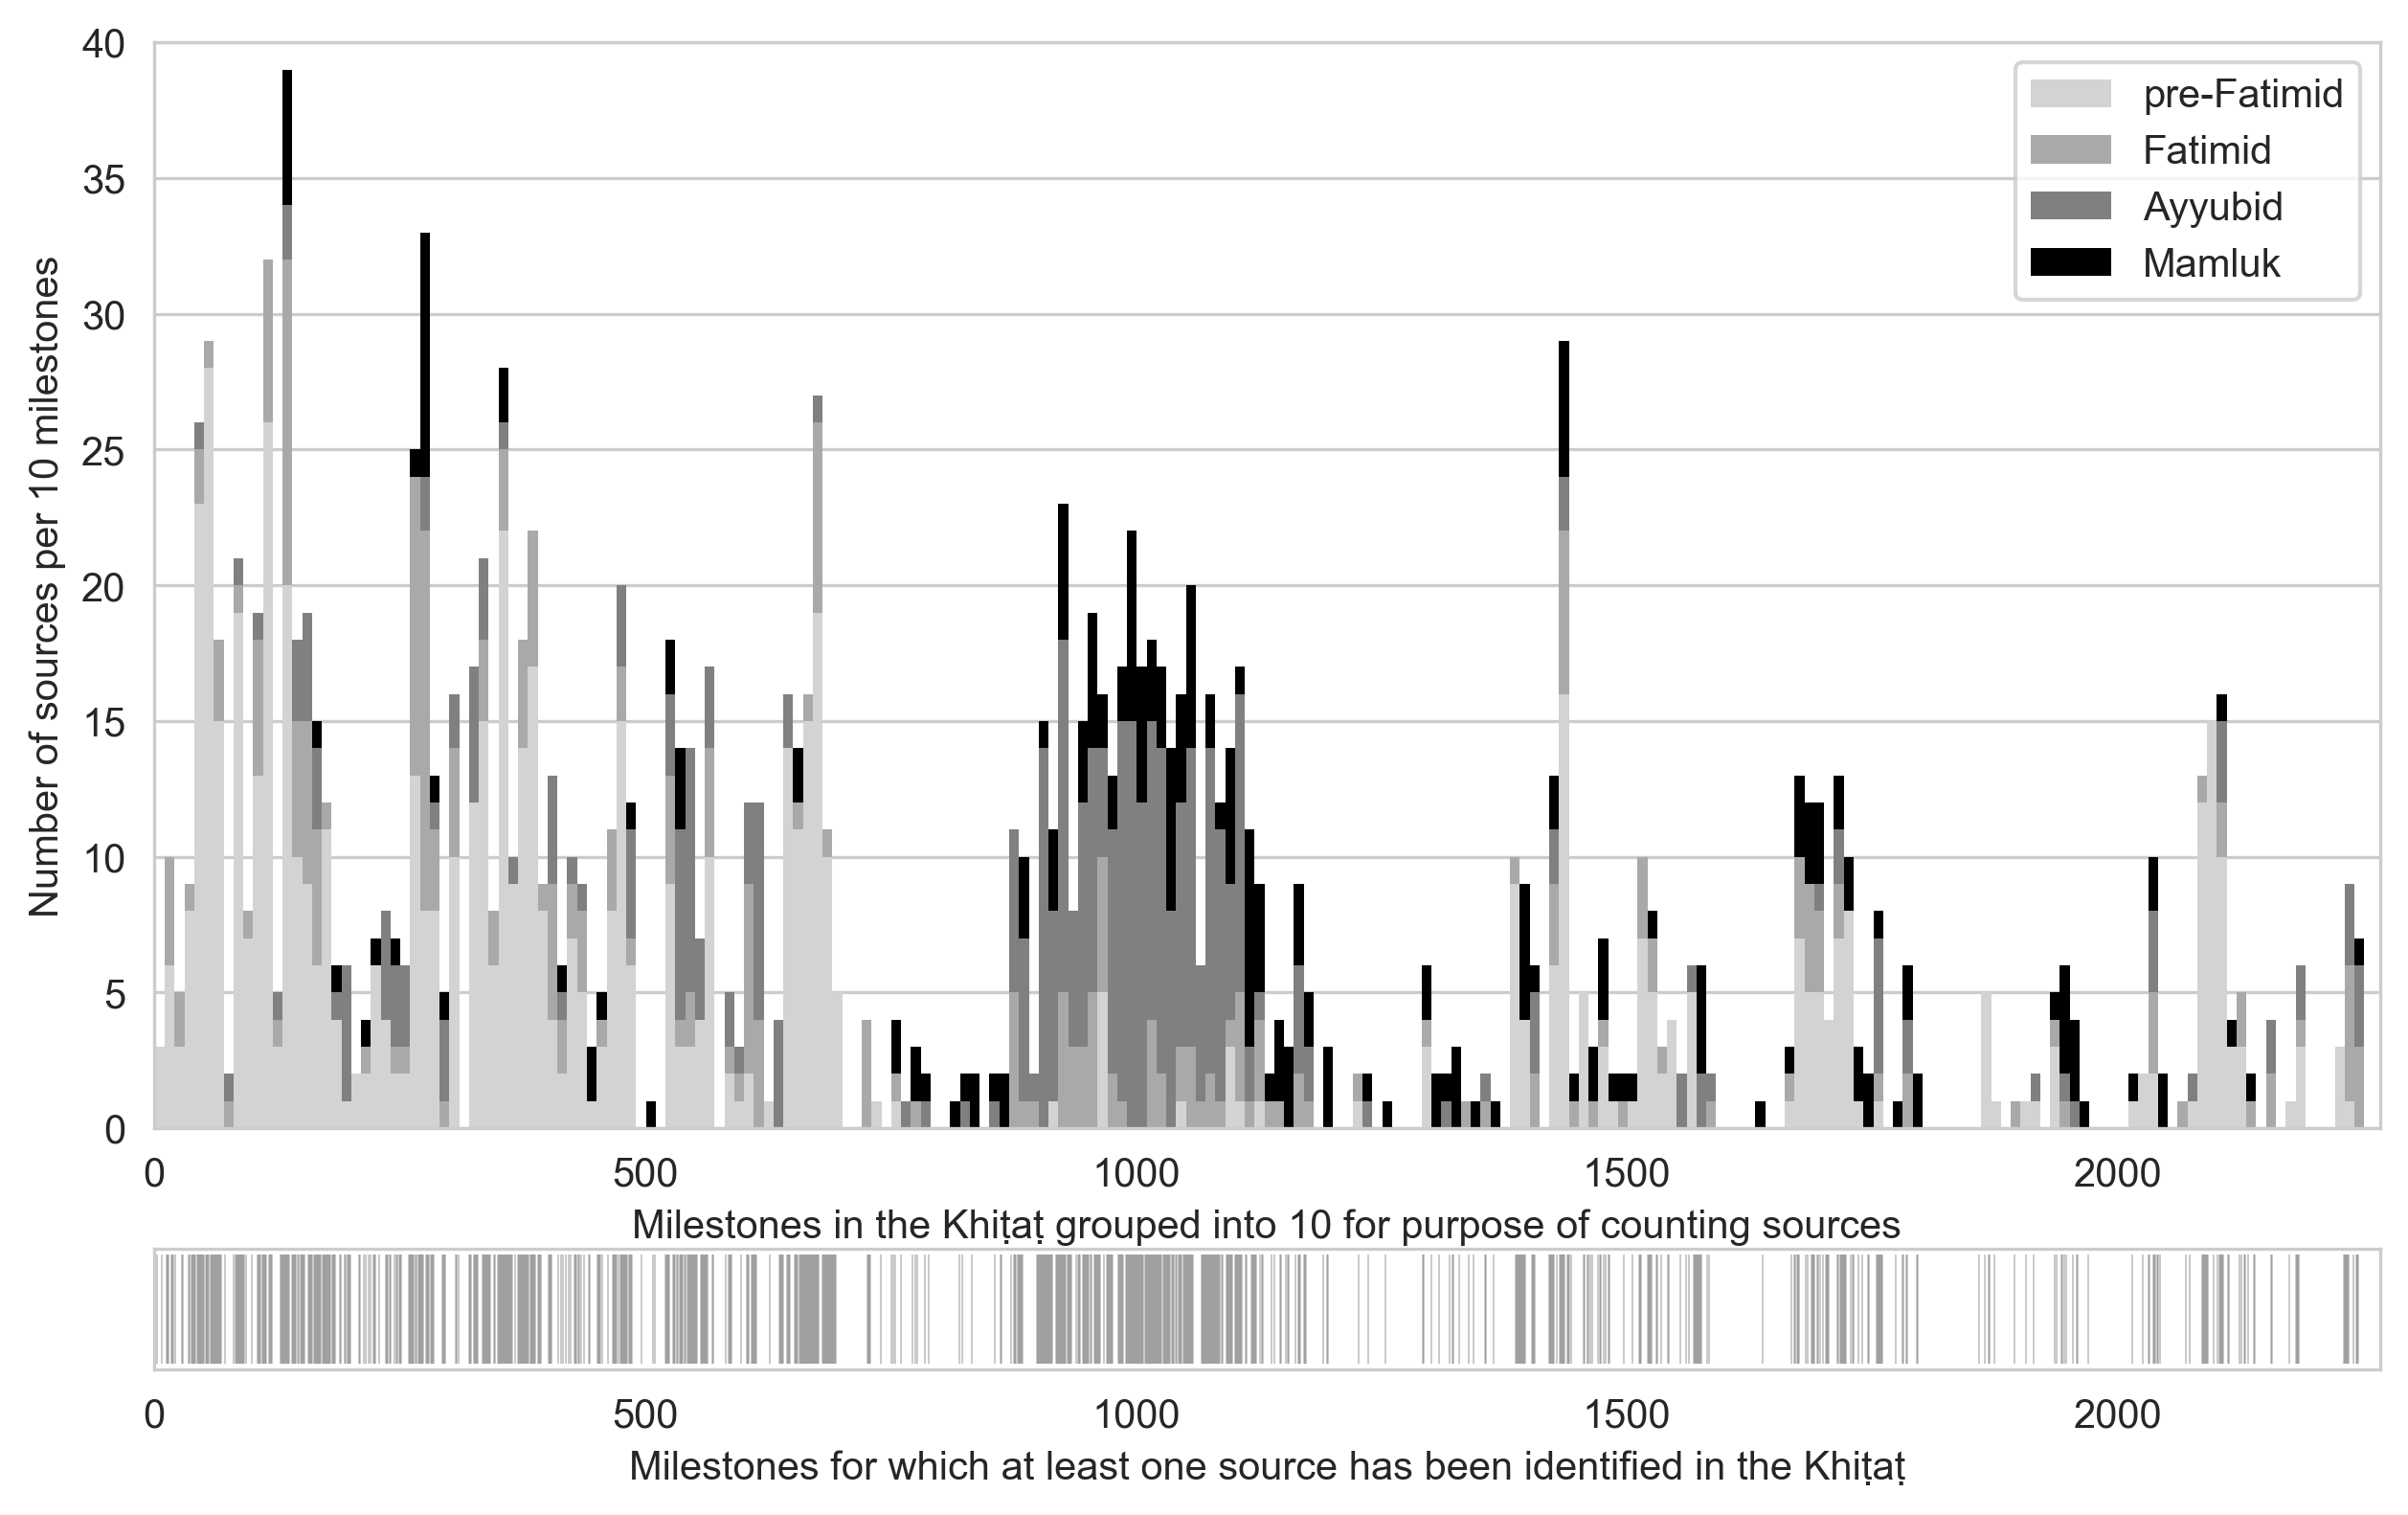 40
35
30
25
20
15
10
5
0
Number of sources per 10 milestones
pre-Fatimid
Fatimid
Ayyubid
Mamluk
0 500 1000 1500 2000
Milestones in the Khiṭaṭ grouped into 10 for purpose of counting sources
0 500 1000 1500 2000
Milestones for which at least one source has been identified in the Khiṭaṭ